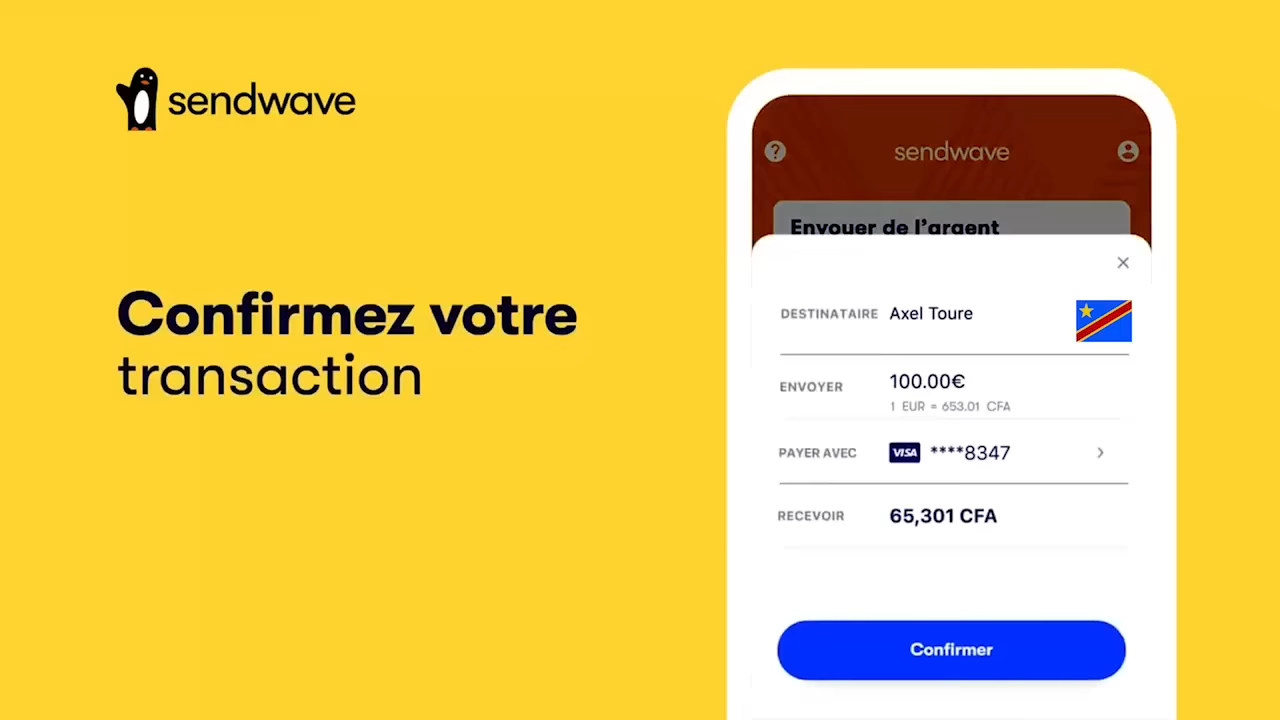 sendwave
Confirmez votre
transaction
?
sendwave
Envoyer de l'argent
DESTINATAIRE Axel Toure
ENVOYER 100.00€
1 EUR = 653.01 CFA
PAYER AVEC VISA ****8347
RECEVOIR 65,301 CFA
Confirmer